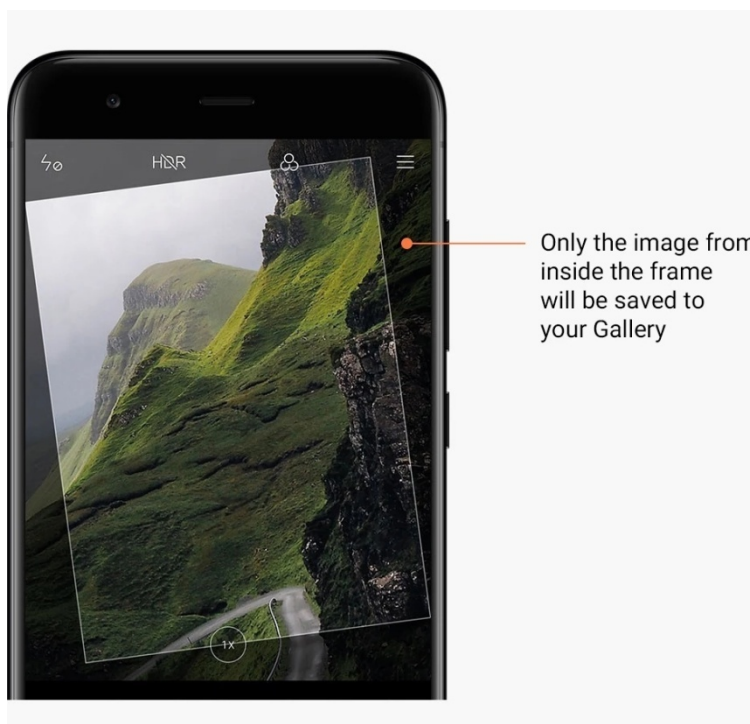 HDR
Only the image from
inside the frame
will be saved to
your Gallery
1X